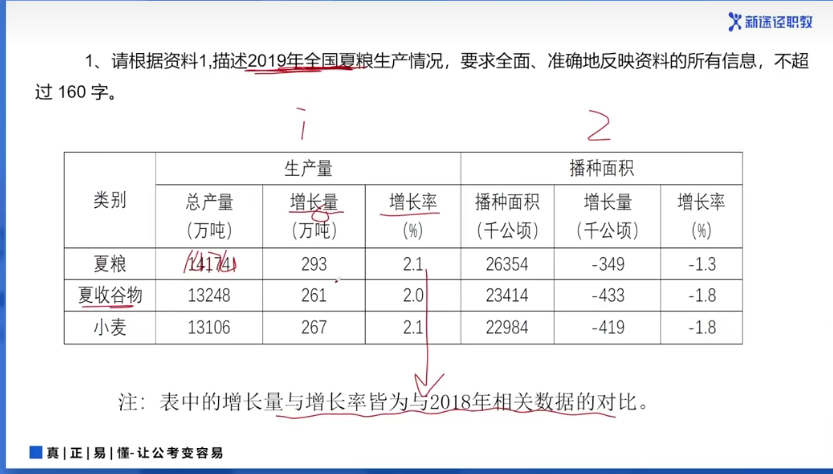 新途径职教
1、请根据资料1,描述2019年全国夏粮生产情况，要求全面、准确地反映资料的所有信息，不超
过 160 字。
1 2
类别 生产量 播种面积
总产量（万吨） 增长量（万吨） 增长率（%） 播种面积（千公顷） 增长量（千公顷） 增长率（%）
夏粮 14174 293 2.1 26354 -349 -1.3
夏收谷物 13248 261 2.0 23414 -433 -1.8
小麦 13106 267 2.1 22984 -419 -1.8
注：表中的增长量与增长率皆为与2018年相关数据的对比。
真|正|易|懂-让公考变容易